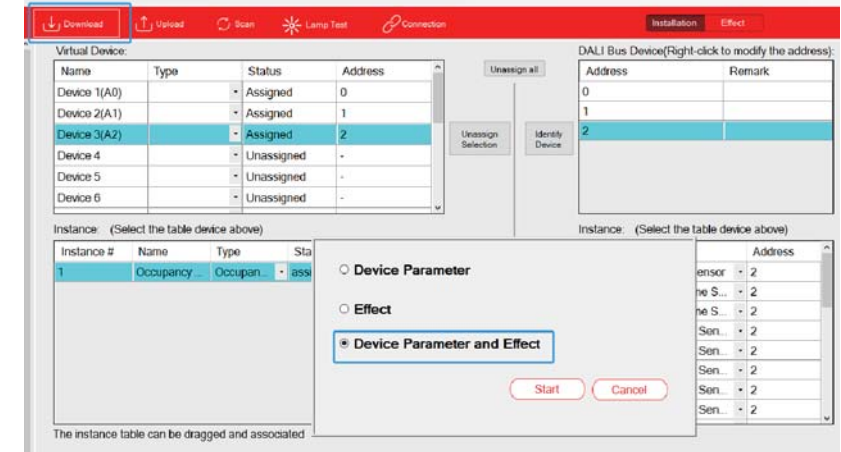 Download Upload Scan Lamp Test Connection Installation Effect
Virtual Device: DALI Bus Device(Right-click to modify the address):
Name Type Status Address Unassign all Address Remark
Device 1(A0) Assigned 0 0
Device 2(A1) Assigned 1 1
Device 3(A2) Assigned 2 Unassign Selection Identify Device 2
Device 4 Unassigned -
Device 5 Unassigned -
Device 6 Unassigned -
Instance: (Select the table device above) Instance: (Select the table device above)
Instance # Name Type Sta Address
1 Occupancy ... Occupan... assi ensor 2
Device Parameter
ne S... 2
Effect
ne S... 2
Sen... 2
Device Parameter and Effect
Sen... 2
Sen... 2
Start Cancel
Sen... 2
Sen... 2
The instance table can be dragged and associated